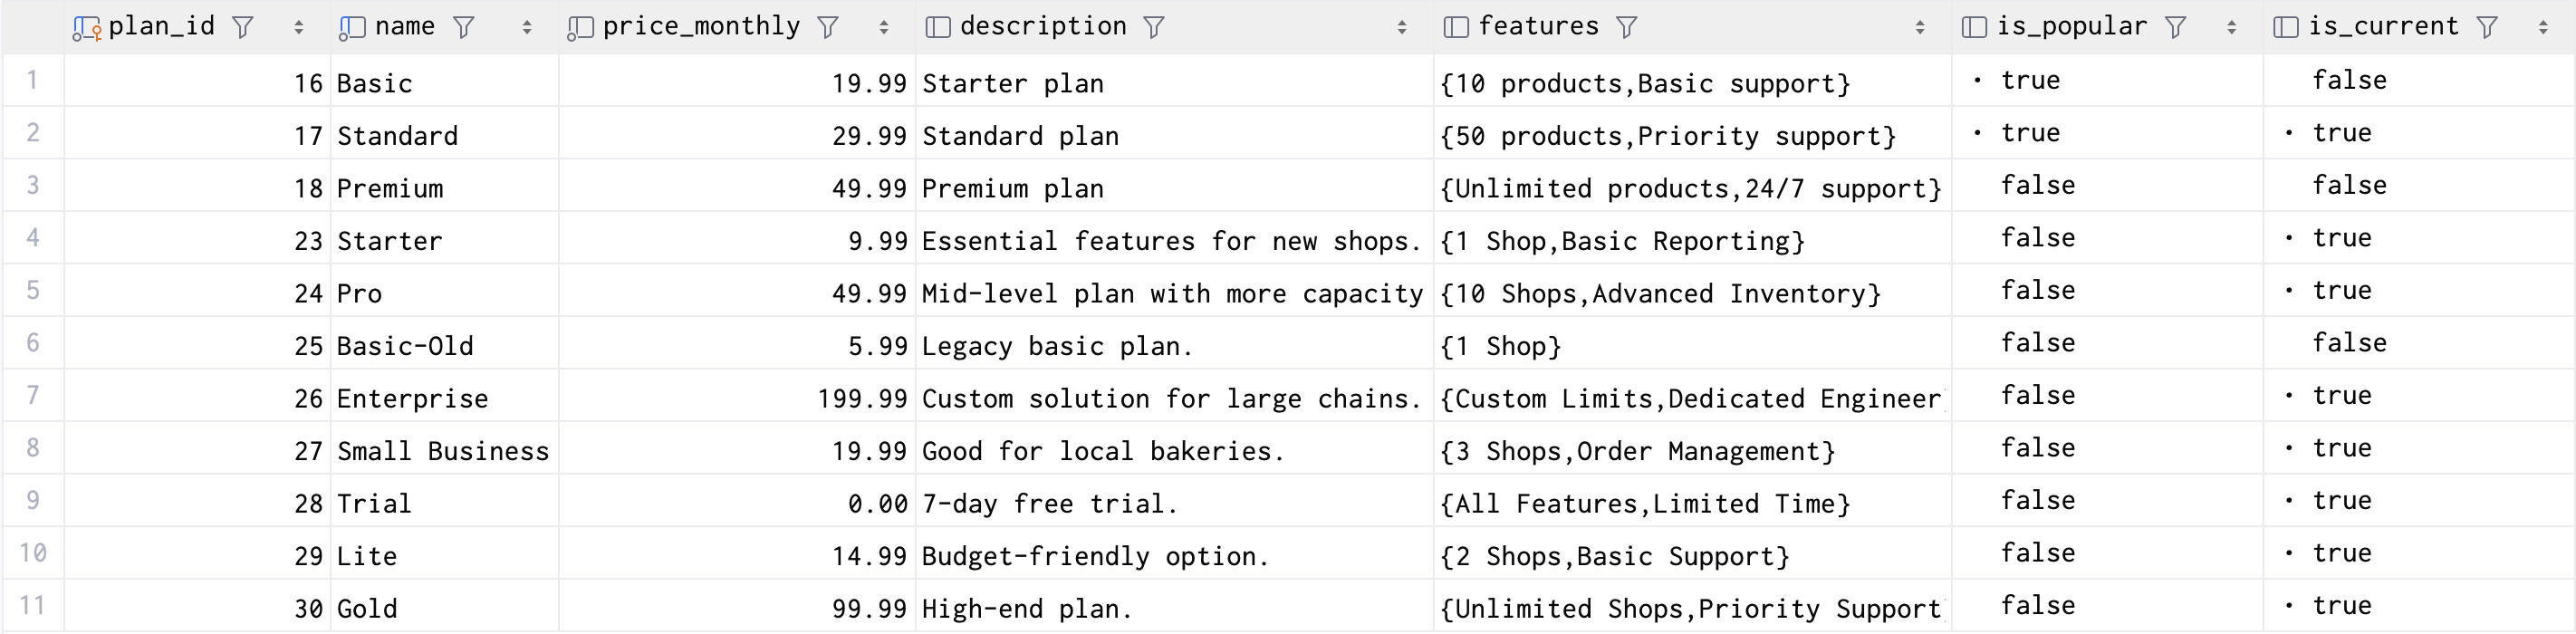 plan_id name price_monthly description features is_popular is_current
1 16 Basic 19.99 Starter plan {10 products,Basic support} • true false
2 17 Standard 29.99 Standard plan {50 products,Priority support} • true • true
3 18 Premium 49.99 Premium plan {Unlimited products,24/7 support} false false
4 23 Starter 9.99 Essential features for new shops. {1 Shop,Basic Reporting} false • true
5 24 Pro 49.99 Mid-level plan with more capacity {10 Shops,Advanced Inventory} false • true
6 25 Basic-Old 5.99 Legacy basic plan. {1 Shop} false false
7 26 Enterprise 199.99 Custom solution for large chains. {Custom Limits,Dedicated Engineer false • true
8 27 Small Business 19.99 Good for local bakeries. {3 Shops,Order Management} false • true
9 28 Trial 0.00 7-day free trial. {All Features,Limited Time} false • true
10 29 Lite 14.99 Budget-friendly option. {2 Shops,Basic Support} false • true
11 30 Gold 99.99 High-end plan. {Unlimited Shops,Priority Support false • true